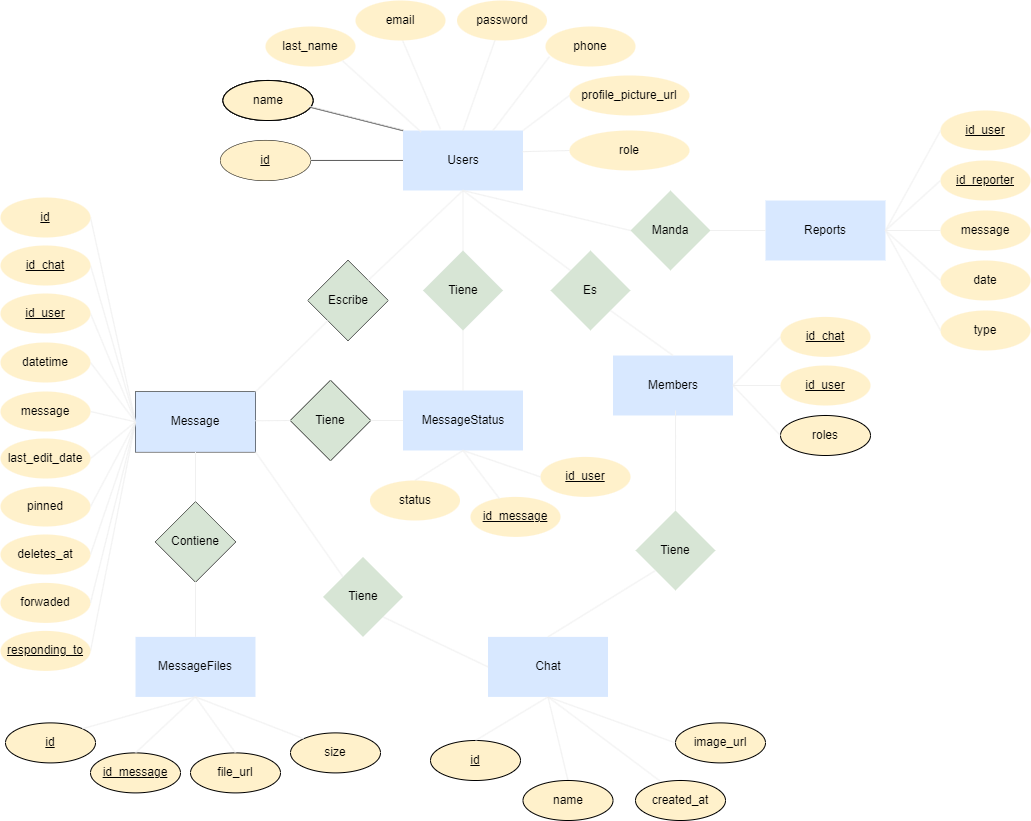 email
password
last_name
phone
name
profile_picture_url
id
Users
role
id_user
id_reporter
Manda
Reports
message
date
type
id
id_chat
id_user
datetime
message
last_edit_date
pinned
deletes_at
forwaded
responding_to
Escribe
Tiene
Es
Message
Tiene
MessageStatus
Members
id_chat
id_user
roles
status
id_message
id_user
Contiene
Tiene
Tiene
MessageFiles
Chat
id
id_message
file_url
size
id
name
created_at
image_url